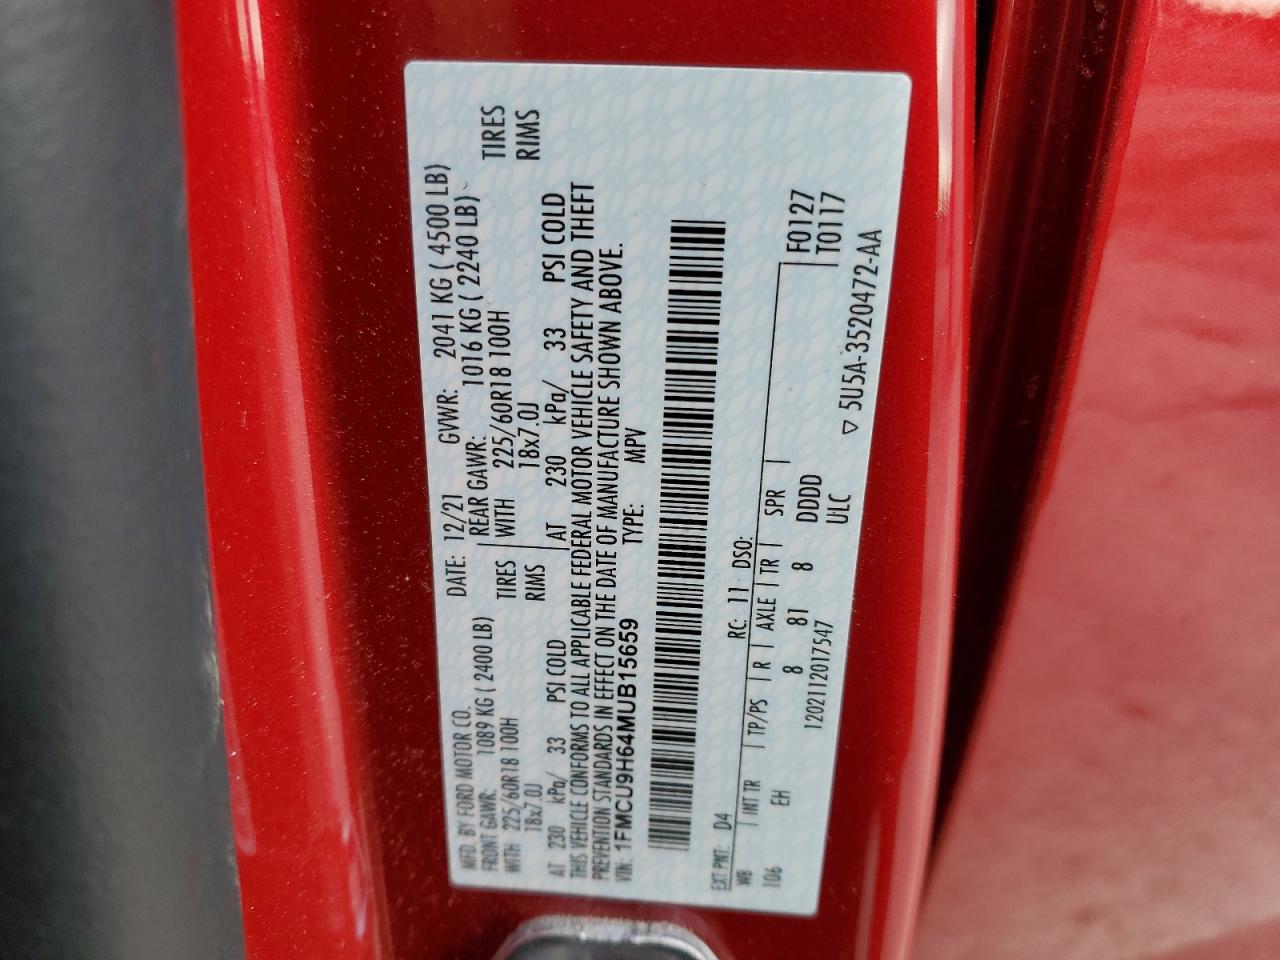 MFD. BY FORD MOTOR CO. DATE: 12/21 GVWR: 2041 KG ( 4500 LB)
FRONT GAWR: 1089 KG ( 2400 LB) REAR GAWR: 1016 KG ( 2240 LB)
WITH 225/60R18 100H TIRES WITH 225/60R18 100H TIRES
18x7.0J RIMS 18x7.0J RIMS
AT 230 kPa/ 33 PSI COLD AT 230 kPa/ 33 PSI COLD
THIS VEHICLE CONFORMS TO ALL APPLICABLE FEDERAL MOTOR VEHICLE SAFETY AND THEFT
PREVENTION STANDARDS IN EFFECT ON THE DATE OF MANUFACTURE SHOWN ABOVE.
VIN: 1FMCU9H64MUB15659 TYPE: MPV
EXT PNT: D4 RC: 11 DSO:
WB INT TR TP/PS R AXLE TR SPR F0127
106 EH 8 8I 8 DDDD T0117
1202112017547 ULC
▽ 5U5A-3520472-AA